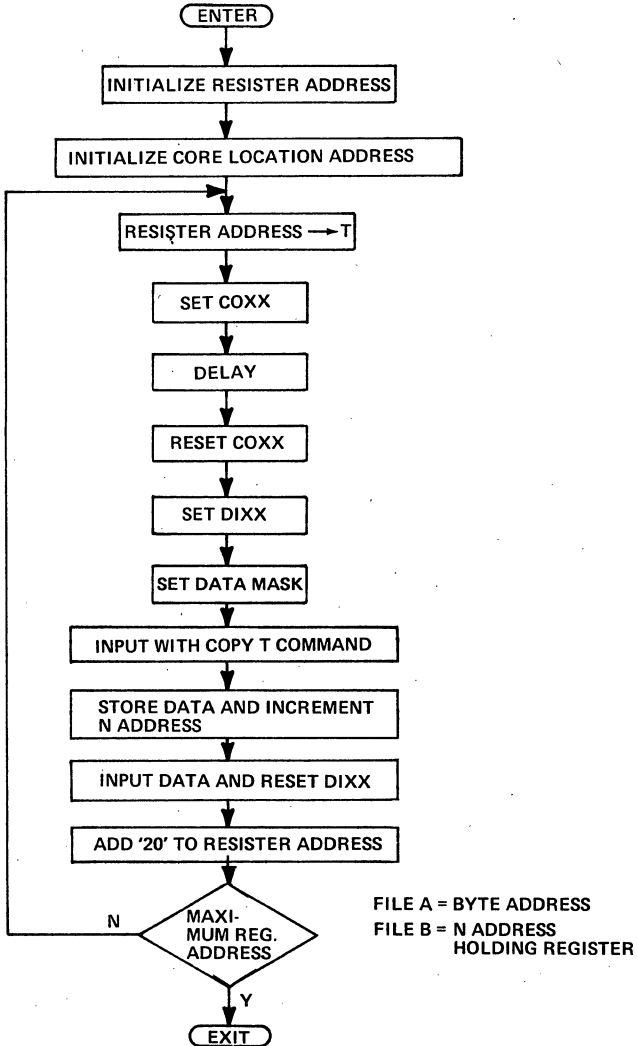 ENTER
INITIALIZE RESISTER ADDRESS
INITIALIZE CORE LOCATION ADDRESS
RESISTER ADDRESS → T
SET COXX
DELAY
RESET COXX
SET DIXX
SET DATA MASK
INPUT WITH COPY T COMMAND
STORE DATA AND INCREMENT
N ADDRESS
INPUT DATA AND RESET DIXX
ADD '20' TO RESISTER ADDRESS
MAXI-
MUM REG.
ADDRESS
N
Y
EXIT
FILE A = BYTE ADDRESS
FILE B = N ADDRESS
HOLDING REGISTER